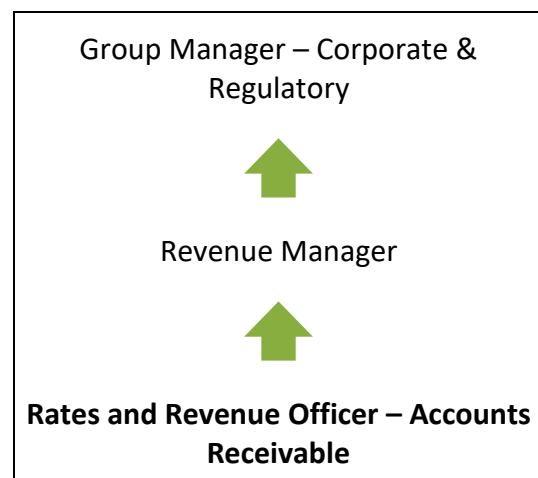 Group Manager – Corporate &
Regulatory
Revenue Manager
Rates and Revenue Officer – Accounts
Receivable